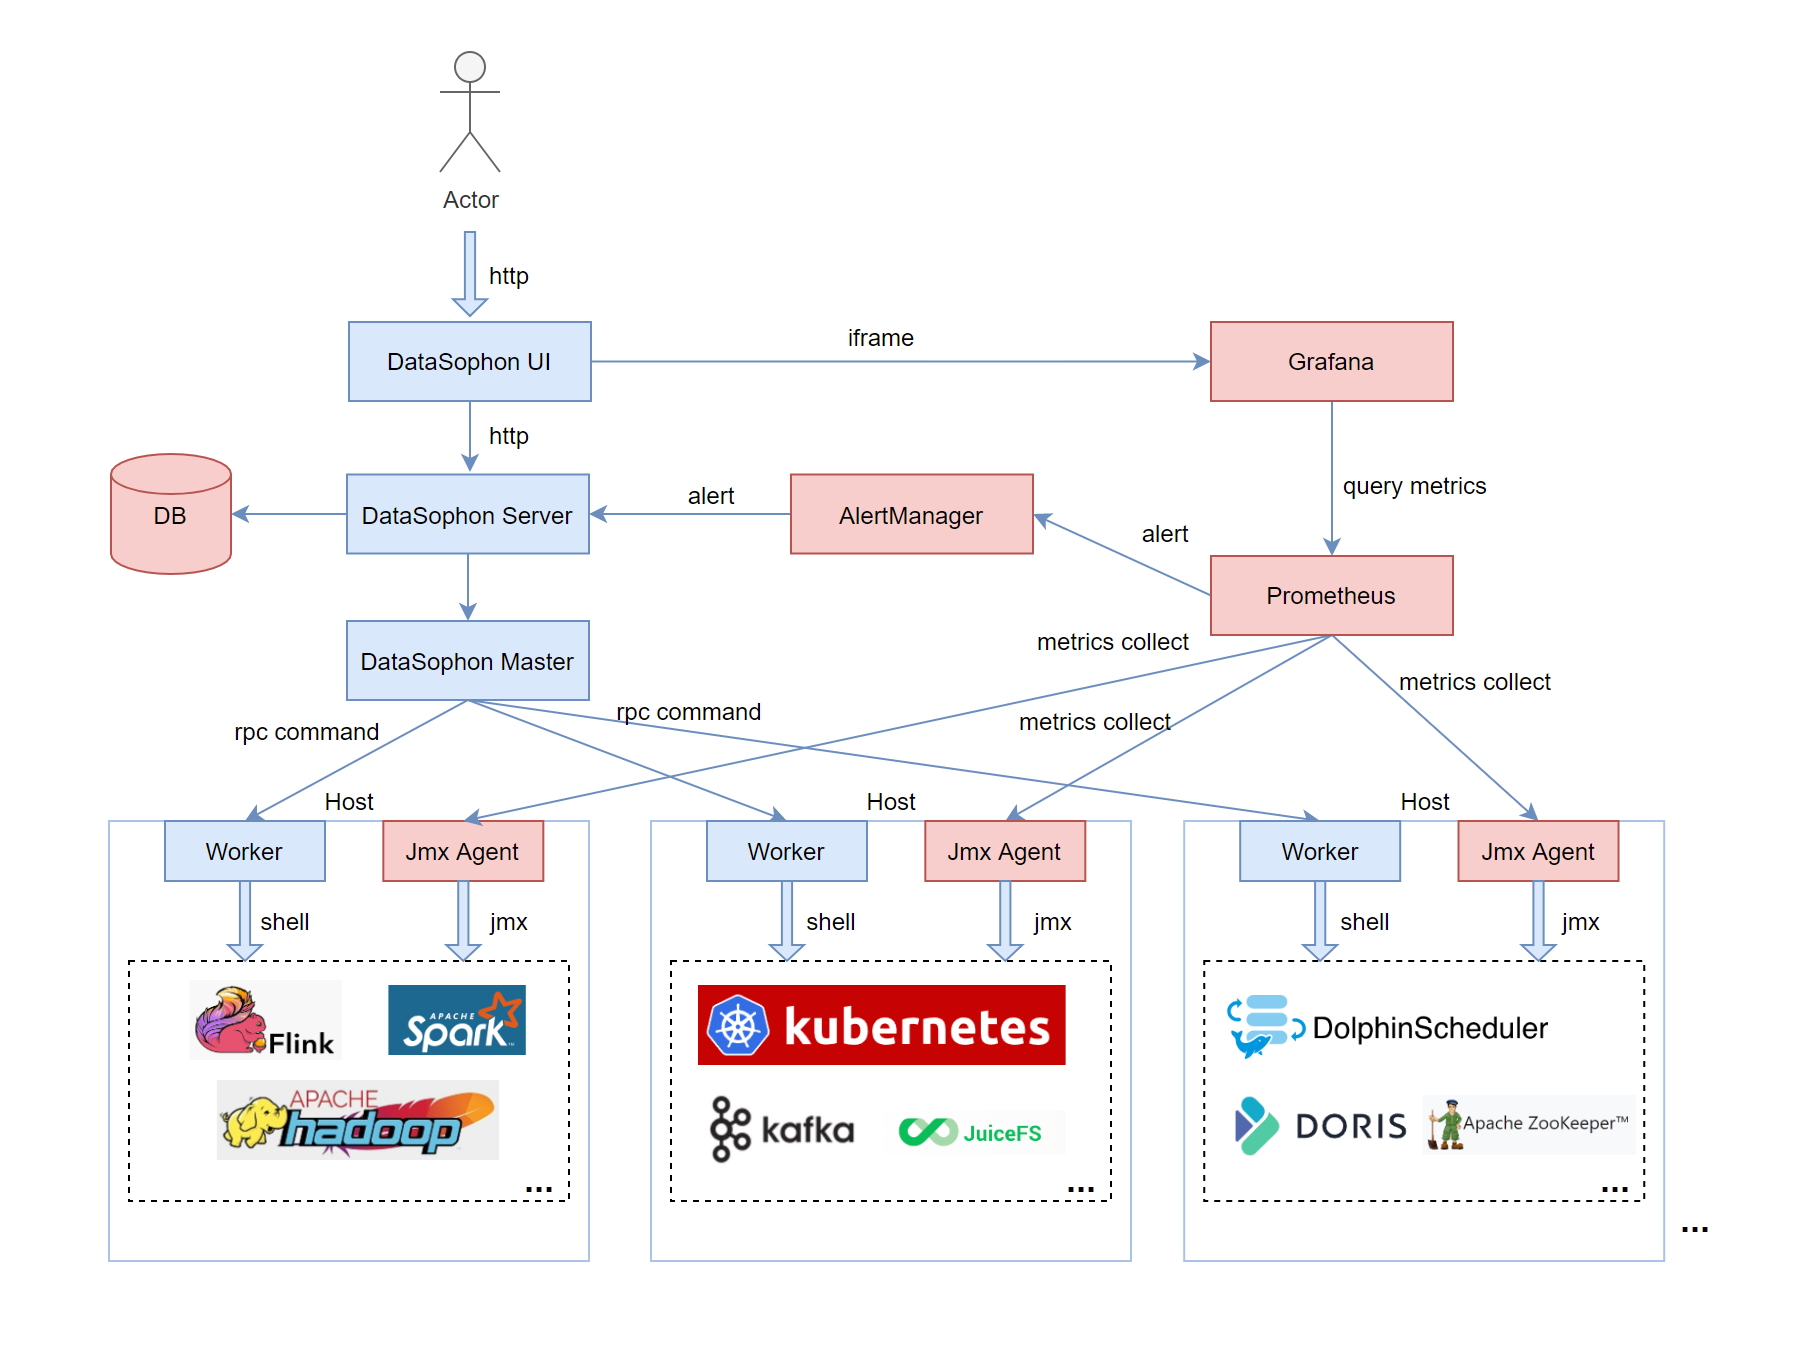 Actor
http
DataSophon UI
iframe
Grafana
http
query metrics
DB
DataSophon Server
alert
AlertManager
alert
Prometheus
DataSophon Master
metrics collect
metrics collect
metrics collect
rpc command
rpc command
Host
Host
Host
Worker
Jmx Agent
Worker
Jmx Agent
Worker
Jmx Agent
shell
jmx
shell
jmx
shell
jmx
Flink
APACHE
Spark™
APACHE
hadoop
...
kubernetes
kafka
JuiceFS
...
DolphinScheduler
DORIS
Apache ZooKeeper™
...
...